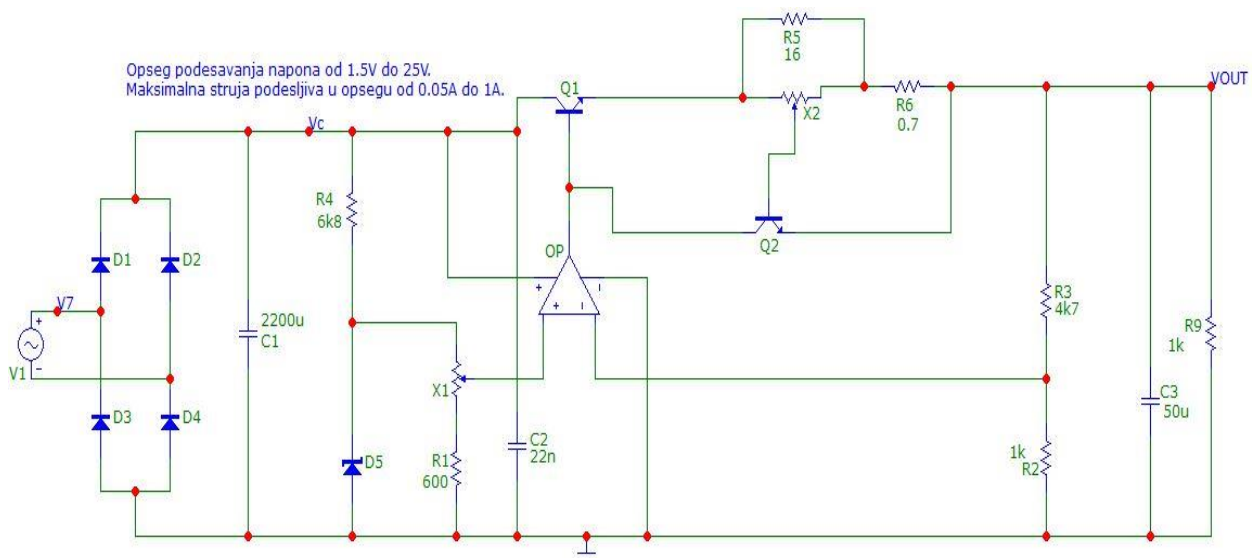 Opseg podesavanja napona od 1.5V do 25V.
Maksimalna struja podesljiva u opsegu od 0.05A do 1A.
R5
16
Q1
X2
R6
0.7
VOUT
Vc
R4
6k8
D1
D2
OP
+
+
Q2
V7
+
V1
-
2200u
C1
X1
R3
4k7
R9
1k
D3
D4
D5
R1
600
C2
22n
1k
R2
C3
50u